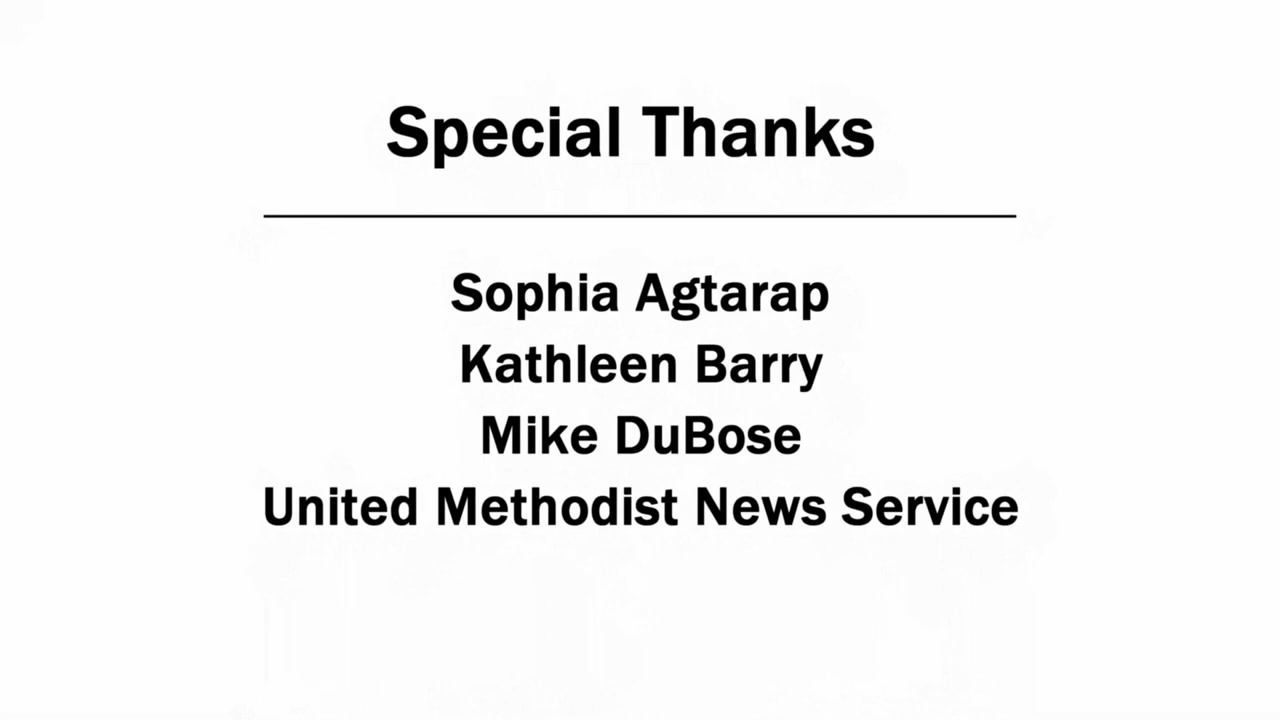 Special Thanks
Sophia Agtarap
Kathleen Barry
Mike DuBose
United Methodist News Service